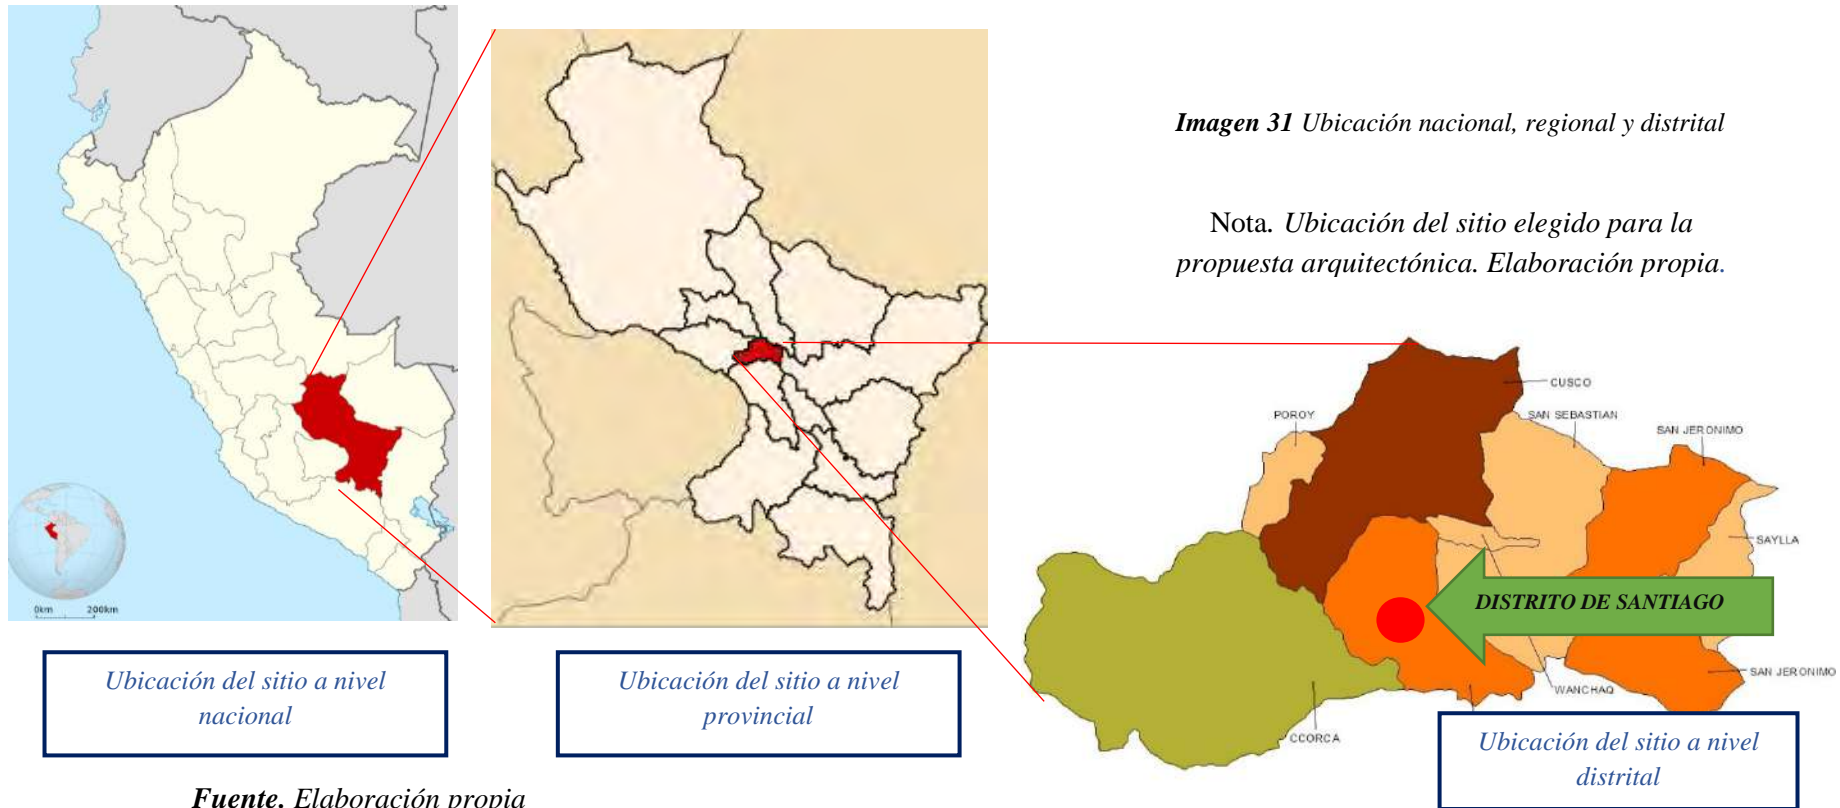 Imagen 31 Ubicación nacional, regional y distrital
Nota. Ubicación del sitio elegido para la
propuesta arquitectónica. Elaboración propia.
0km 200km
CUSCO
POROY
SAN SEBASTIAN
SAN JERONIMO
SAYLLA
DISTRITO DE SANTIAGO
SAN JERONIMO
WANCHAQ
CCORCA
Ubicación del sitio a nivel
nacional
Ubicación del sitio a nivel
provincial
Ubicación del sitio a nivel
distrital
Fuente. Elaboración propia